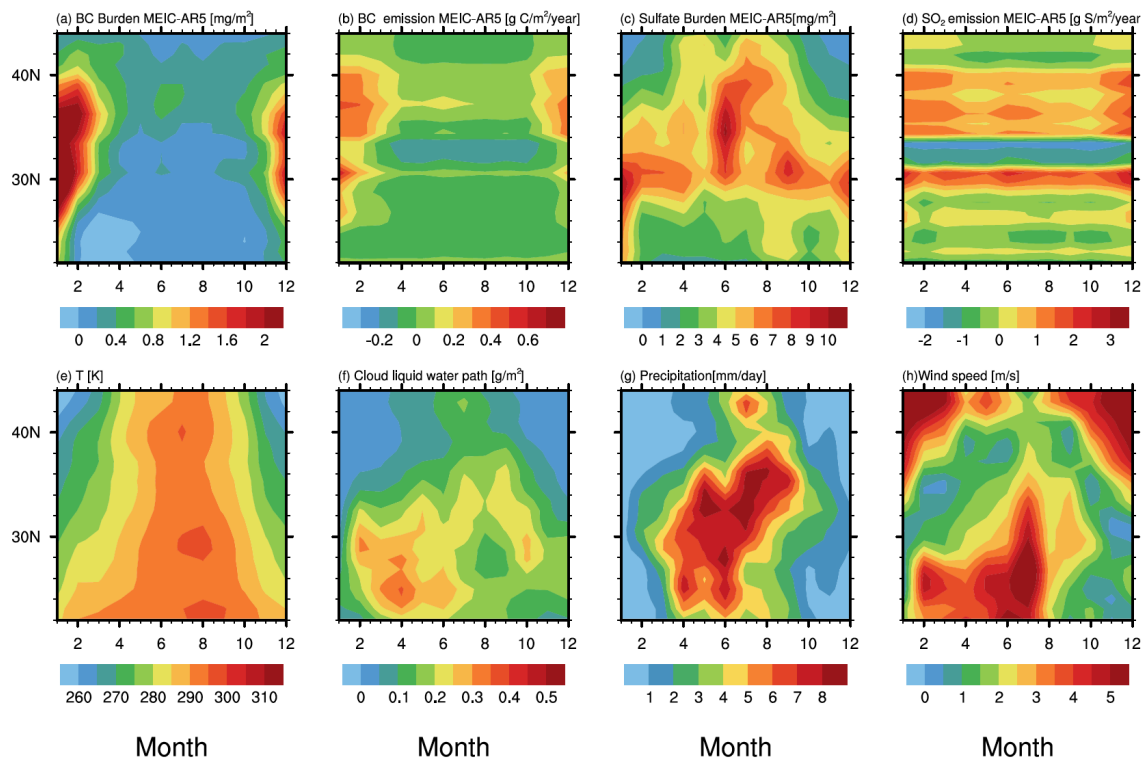 (a) BC Burden MEIC-AR5 [mg/m²]
(b) BC emission MEIC-AR5 [g C/m²/year]
(c) Sulfate Burden MEIC-AR5[mg/m²]
(d) SO₂ emission MEIC-AR5 [g S/m²/year]
40N
30N
2 4 6 8 10 12
2 4 6 8 10 12
2 4 6 8 10 12
2 4 6 8 10 12
0 0.4 0.8 1.2 1.6 2
-0.2 0 0.2 0.4 0.6
0 1 2 3 4 5 6 7 8 9 10
-2 -1 0 1 2 3
(e) T [K]
(f) Cloud liquid water path [g/m²]
(g) Precipitation[mm/day]
(h)Wind speed [m/s]
40N
30N
2 4 6 8 10 12
2 4 6 8 10 12
2 4 6 8 10 12
2 4 6 8 10 12
260 270 280 290 300 310
0 0.1 0.2 0.3 0.4 0.5
1 2 3 4 5 6 7 8
0 1 2 3 4 5
Month
Month
Month
Month